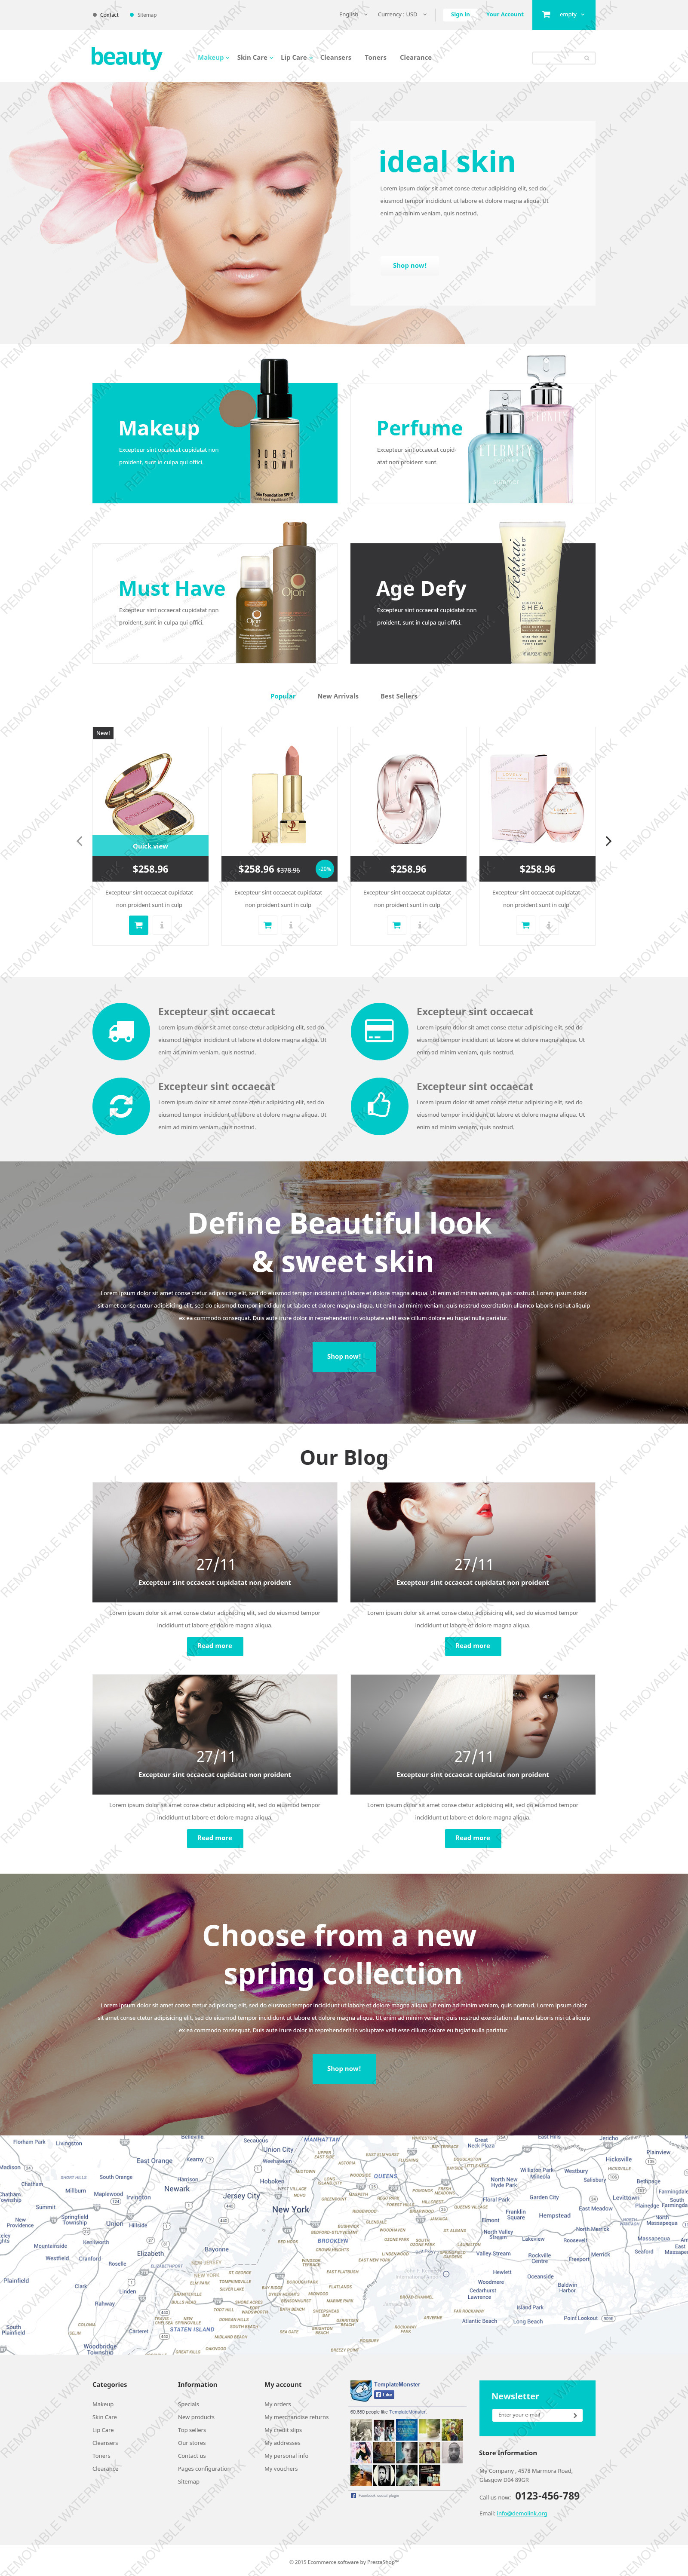 Contact
Sitemap
English
Currency : USD
Sign in
Your Account
empty
beauty
Makeup
Skin Care
Lip Care
Cleansers
Toners
Clearance
ideal skin
Lorem ipsum dolor sit amet conse ctetur adipisicing elit, sed do
eiusmod tempor incididunt ut labore et dolore magna aliqua. Ut
enim ad minim veniam, quis nostrud.
Shop now!
Makeup
Excepteur sint occaecat cupidatat non
proident, sunt in culpa qui offici.
BOBBI
BROWN
Skin Foundation SPF 15
Perfume
Excepteur sint occaecat cupid-
atat non proident sunt.
ETERNITY
Must Have
Excepteur sint occaecat cupidatat non
proident, sunt in culpa qui offici.
Ojon
Ojon
Age Defy
Excepteur sint occaecat cupidatat non
proident, sunt in culpa qui offici.
Fekkai
ADVANCED
ESSENTIAL
SHEA
Popular
New Arrivals
Best Sellers
New!
Quick view
$258.96
$258.96 $378.96
-20%
$258.96
$258.96
Excepteur sint occaecat cupidatat
non proident sunt in culp
Excepteur sint occaecat cupidatat
non proident sunt in culp
Excepteur sint occaecat cupidatat
non proident sunt in culp
Excepteur sint occaecat cupidatat
non proident sunt in culp
Excepteur sint occaecat
Lorem ipsum dolor sit amet conse ctetur adipisicing elit, sed do
eiusmod tempor incididunt ut labore et dolore magna aliqua. Ut
enim ad minim veniam, quis nostrud.
Excepteur sint occaecat
Lorem ipsum dolor sit amet conse ctetur adipisicing elit, sed do
eiusmod tempor incididunt ut labore et dolore magna aliqua. Ut
enim ad minim veniam, quis nostrud.
Excepteur sint occaecat
Lorem ipsum dolor sit amet conse ctetur adipisicing elit, sed do
eiusmod tempor incididunt ut labore et dolore magna aliqua. Ut
enim ad minim veniam, quis nostrud.
Excepteur sint occaecat
Lorem ipsum dolor sit amet conse ctetur adipisicing elit, sed do
eiusmod tempor incididunt ut labore et dolore magna aliqua. Ut
enim ad minim veniam, quis nostrud.
Define Beautiful look
& sweet skin
Lorem ipsum dolor sit amet conse ctetur adipisicing elit, sed do eiusmod tempor incididunt ut labore et dolore magna aliqua. Ut enim ad minim veniam, quis nostrud. Lorem ipsum dolor
sit amet conse ctetur adipisicing elit, sed do eiusmod tempor incididunt ut labore et dolore magna aliqua. Ut enim ad minim veniam, quis nostrud exercitation ullamco laboris nisi ut aliquip
ex ea commodo consequat. Duis aute irure dolor in reprehenderit in voluptate velit esse cillum dolore eu fugiat nulla pariatur.
Shop now!
Our Blog
27/11
Excepteur sint occaecat cupidatat non proident
Lorem ipsum dolor sit amet conse ctetur adipisicing elit, sed do eiusmod tempor
incididunt ut labore et dolore magna aliqua.
Read more
27/11
Excepteur sint occaecat cupidatat non proident
Lorem ipsum dolor sit amet conse ctetur adipisicing elit, sed do eiusmod tempor
incididunt ut labore et dolore magna aliqua.
Read more
27/11
Excepteur sint occaecat cupidatat non proident
Lorem ipsum dolor sit amet conse ctetur adipisicing elit, sed do eiusmod tempor
incididunt ut labore et dolore magna aliqua.
Read more
27/11
Excepteur sint occaecat cupidatat non proident
Lorem ipsum dolor sit amet conse ctetur adipisicing elit, sed do eiusmod tempor
incididunt ut labore et dolore magna aliqua.
Read more
Choose from a new
spring collection
Lorem ipsum dolor sit amet conse ctetur adipisicing elit, sed do eiusmod tempor incididunt ut labore et dolore magna aliqua. Ut enim ad minim veniam, quis nostrud. Lorem ipsum dolor
sit amet conse ctetur adipisicing elit, sed do eiusmod tempor incididunt ut labore et dolore magna aliqua. Ut enim ad minim veniam, quis nostrud exercitation ullamco laboris nisi ut aliquip
ex ea commodo consequat. Duis aute irure dolor in reprehenderit in voluptate velit esse cillum dolore eu fugiat nulla pariatur.
Shop now!
MANHATTAN
Union City
East Orange
Newark
Hoboken
Jersey City
New York
QUEENS
BROOKLYN
Bayonne
Elizabeth
Union
STATEN ISLAND
Woodbridge
Township
Hempstead
Valley Stream
Long Beach
Levittown
Hicksville
Categories
Makeup
Skin Care
Lip Care
Cleansers
Toners
Clearence
Information
Specials
New products
Top sellers
Our stores
Contact us
Pages configuration
Sitemap
My account
My orders
My merchandise returns
My credit slips
My addresses
My personal info
My vouchers
TemplateMonster
Like
60,650 people like TemplateMonster.
Facebook social plugin
Newsletter
Enter your e-mail
Store Information
My Company , 4578 Marmora Road,
Glasgow D04 89GR
Call us now: 0123-456-789
Email: info@demolink.org
© 2015 Ecommerce software by PrestaShop™
REMOVABLE WATERMARK